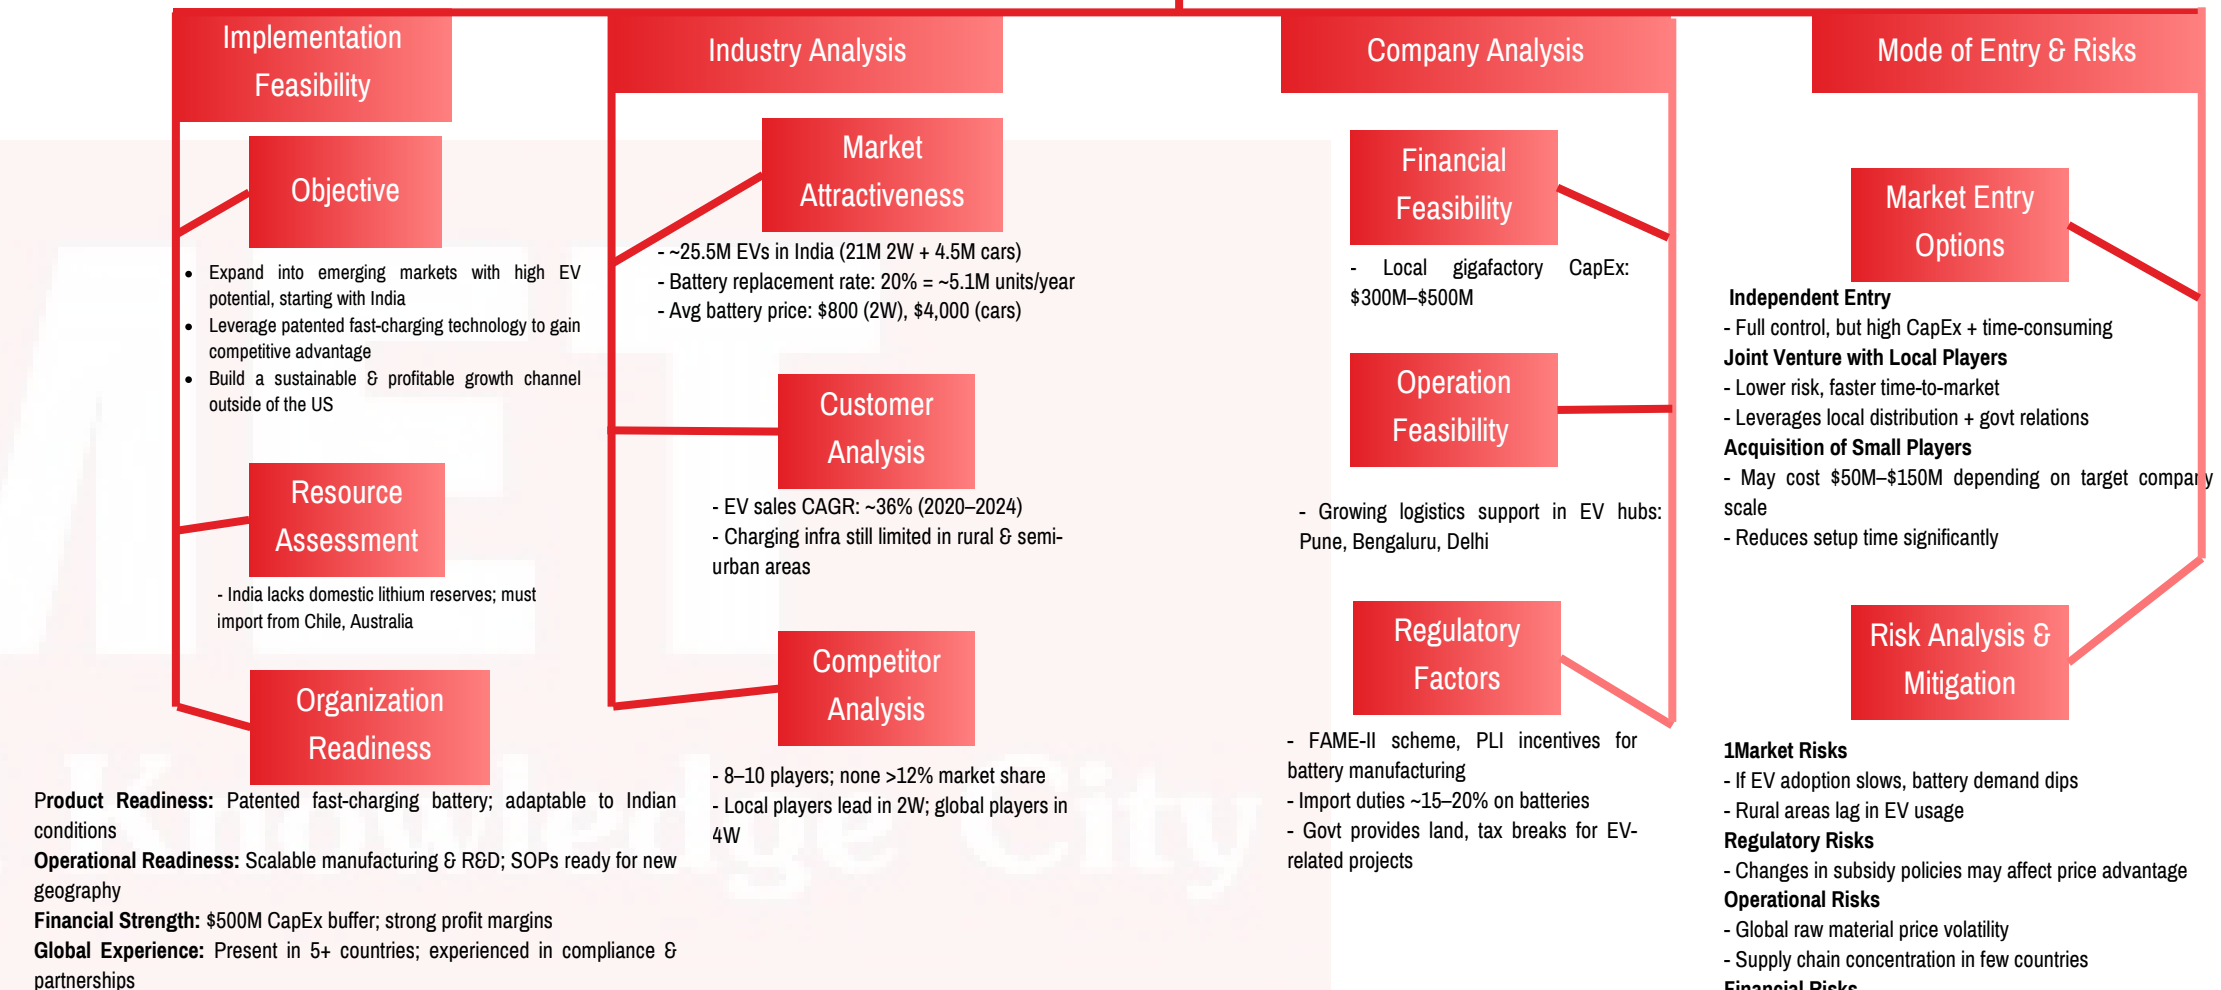 Implementation
Feasibility
Objective
Expand into emerging markets with high EV
potential, starting with India
Leverage patented fast-charging technology to gain
competitive advantage
Build a sustainable & profitable growth channel
outside of the US
Resource
Assessment
- India lacks domestic lithium reserves; must
import from Chile, Australia
Organization
Readiness
Product Readiness: Patented fast-charging battery; adaptable to Indian
conditions
Operational Readiness: Scalable manufacturing & R&D; SOPs ready for new
geography
Financial Strength: $500M CapEx buffer; strong profit margins
Global Experience: Present in 5+ countries; experienced in compliance &
partnerships
Industry Analysis
Market
Attractiveness
- ~25.5M EVs in India (21M 2W + 4.5M cars)
- Battery replacement rate: 20% = ~5.1M units/year
- Avg battery price: $800 (2W), $4,000 (cars)
Customer
Analysis
- EV sales CAGR: ~36% (2020–2024)
- Charging infra still limited in rural & semi-
urban areas
Competitor
Analysis
- 8–10 players; none >12% market share
- Local players lead in 2W; global players in
4W
Company Analysis
Financial
Feasibility
- Local gigafactory CapEx:
$300M–$500M
Operation
Feasibility
- Growing logistics support in EV hubs:
Pune, Bengaluru, Delhi
Regulatory
Factors
- FAME-II scheme, PLI incentives for
battery manufacturing
- Import duties ~15–20% on batteries
- Govt provides land, tax breaks for EV-
related projects
Mode of Entry & Risks
Market Entry
Options
Independent Entry
- Full control, but high CapEx + time-consuming
Joint Venture with Local Players
- Lower risk, faster time-to-market
- Leverages local distribution + govt relations
Acquisition of Small Players
- May cost $50M–$150M depending on target company
scale
- Reduces setup time significantly
Risk Analysis &
Mitigation
1Market Risks
- If EV adoption slows, battery demand dips
- Rural areas lag in EV usage
Regulatory Risks
- Changes in subsidy policies may affect price advantage
Operational Risks
- Global raw material price volatility
- Supply chain concentration in few countries
Financial Risks
MET
Knowledge City